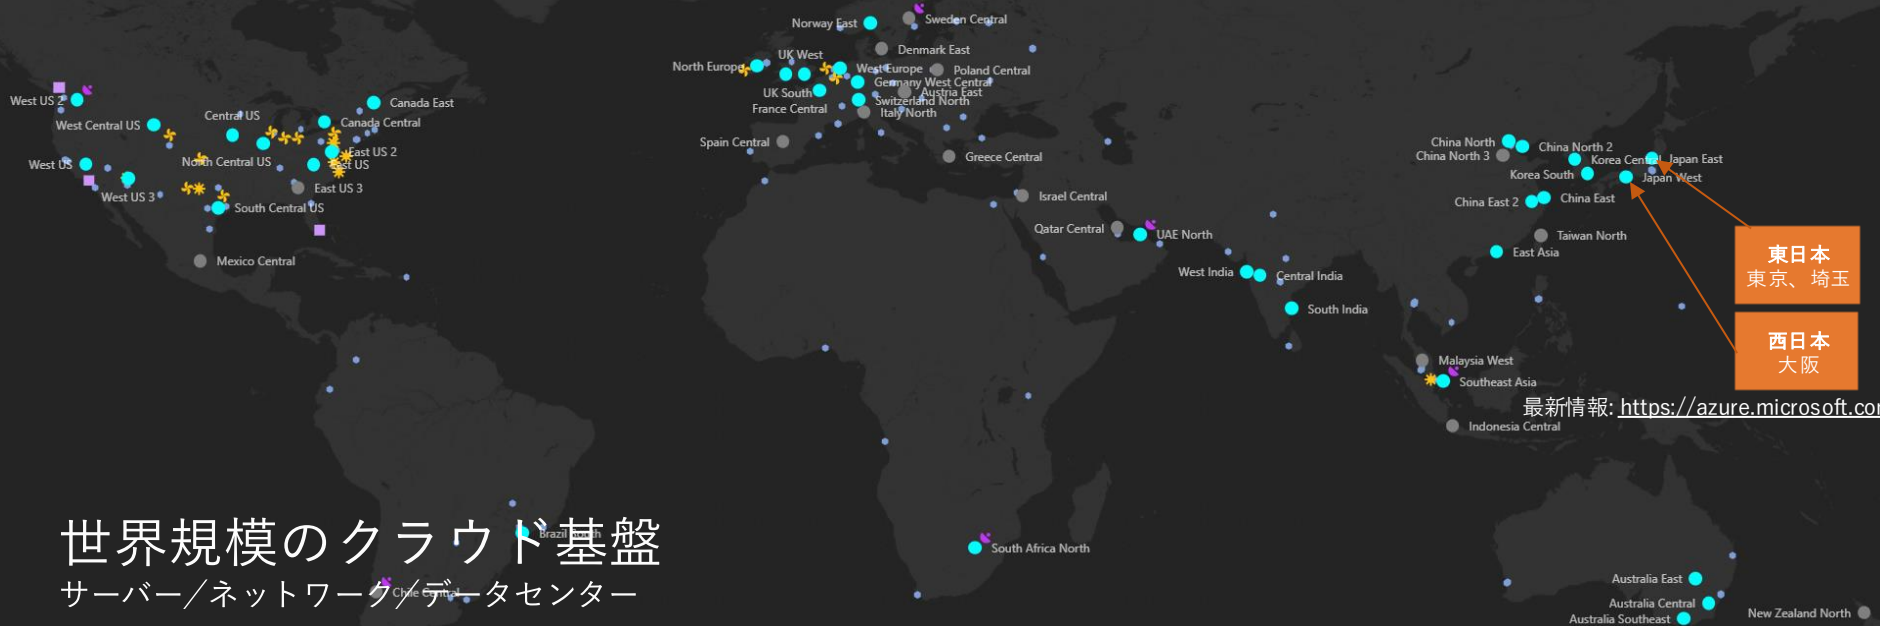 Norway East
Sweden Central
Denmark East
UK West
North Europe
West Europe
Poland Central
Germany West Central
UK South
Austria East
Switzerland North
France Central
Italy North
Spain Central
Greece Central
West US 2
Canada East
Central US
West Central US
Canada Central
East US 2
West US
North Central US
East US
East US 3
West US 3
South Central US
Mexico Central
Israel Central
Qatar Central
UAE North
West India
Central India
South India
China North
China North 2
China North 3
Korea Central
Japan East
Korea South
Japan West
China East 2
China East
Taiwan North
East Asia
東日本
東京、埼玉
西日本
大阪
Malaysia West
Southeast Asia
最新情報: https://azure.microsoft.co
Indonesia Central
世界規模のクラウド基盤
Brazil South
サーバー/ネットワーク/データセンター
Chile Central
South Africa North
Australia East
Australia Central
Australia Southeast
New Zealand North